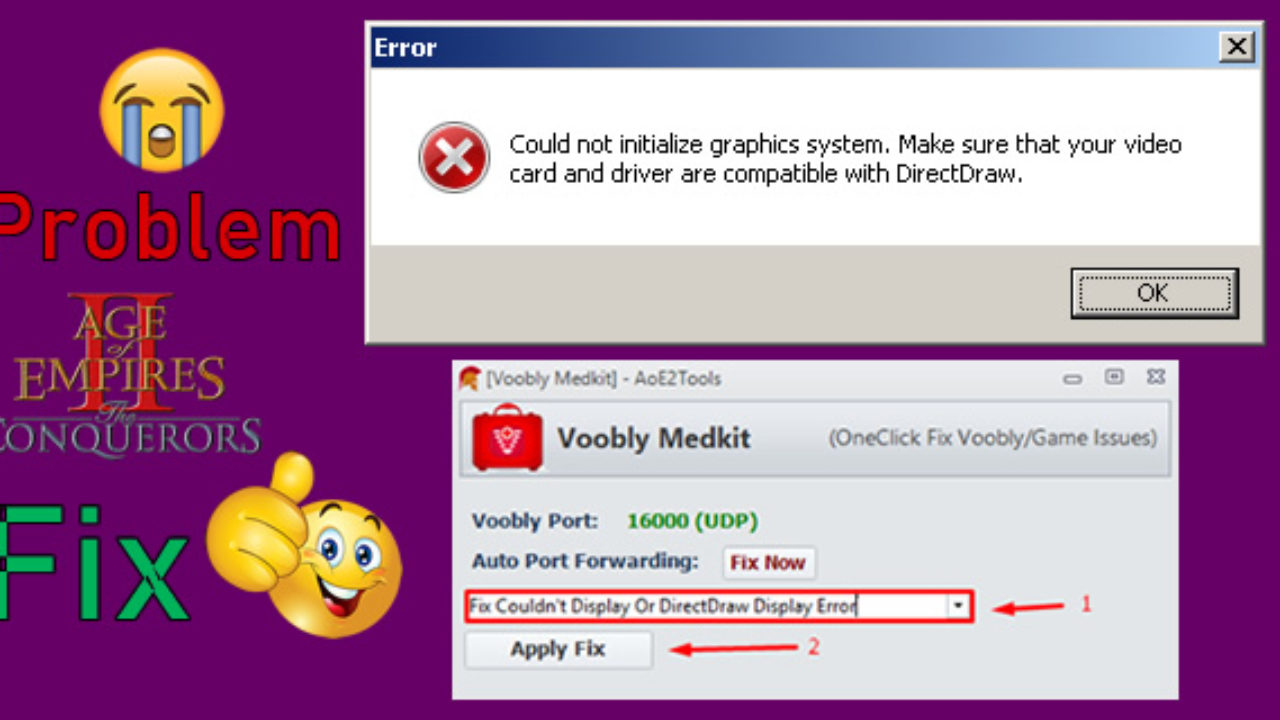 Error
Could not initialize graphics system. Make sure that your video
card and driver are compatible with DirectDraw.
OK
Problem
AGE
of
EMPIRES
II
The
CONQUERORS
Fix
[Voobly Medkit] - AoE2Tools
Voobly Medkit (OneClick Fix Voobly/Game Issues)
Voobly Port: 16000 (UDP)
Auto Port Forwarding: Fix Now
Fix Couldn't Display Or DirectDraw Display Error 1
Apply Fix 2